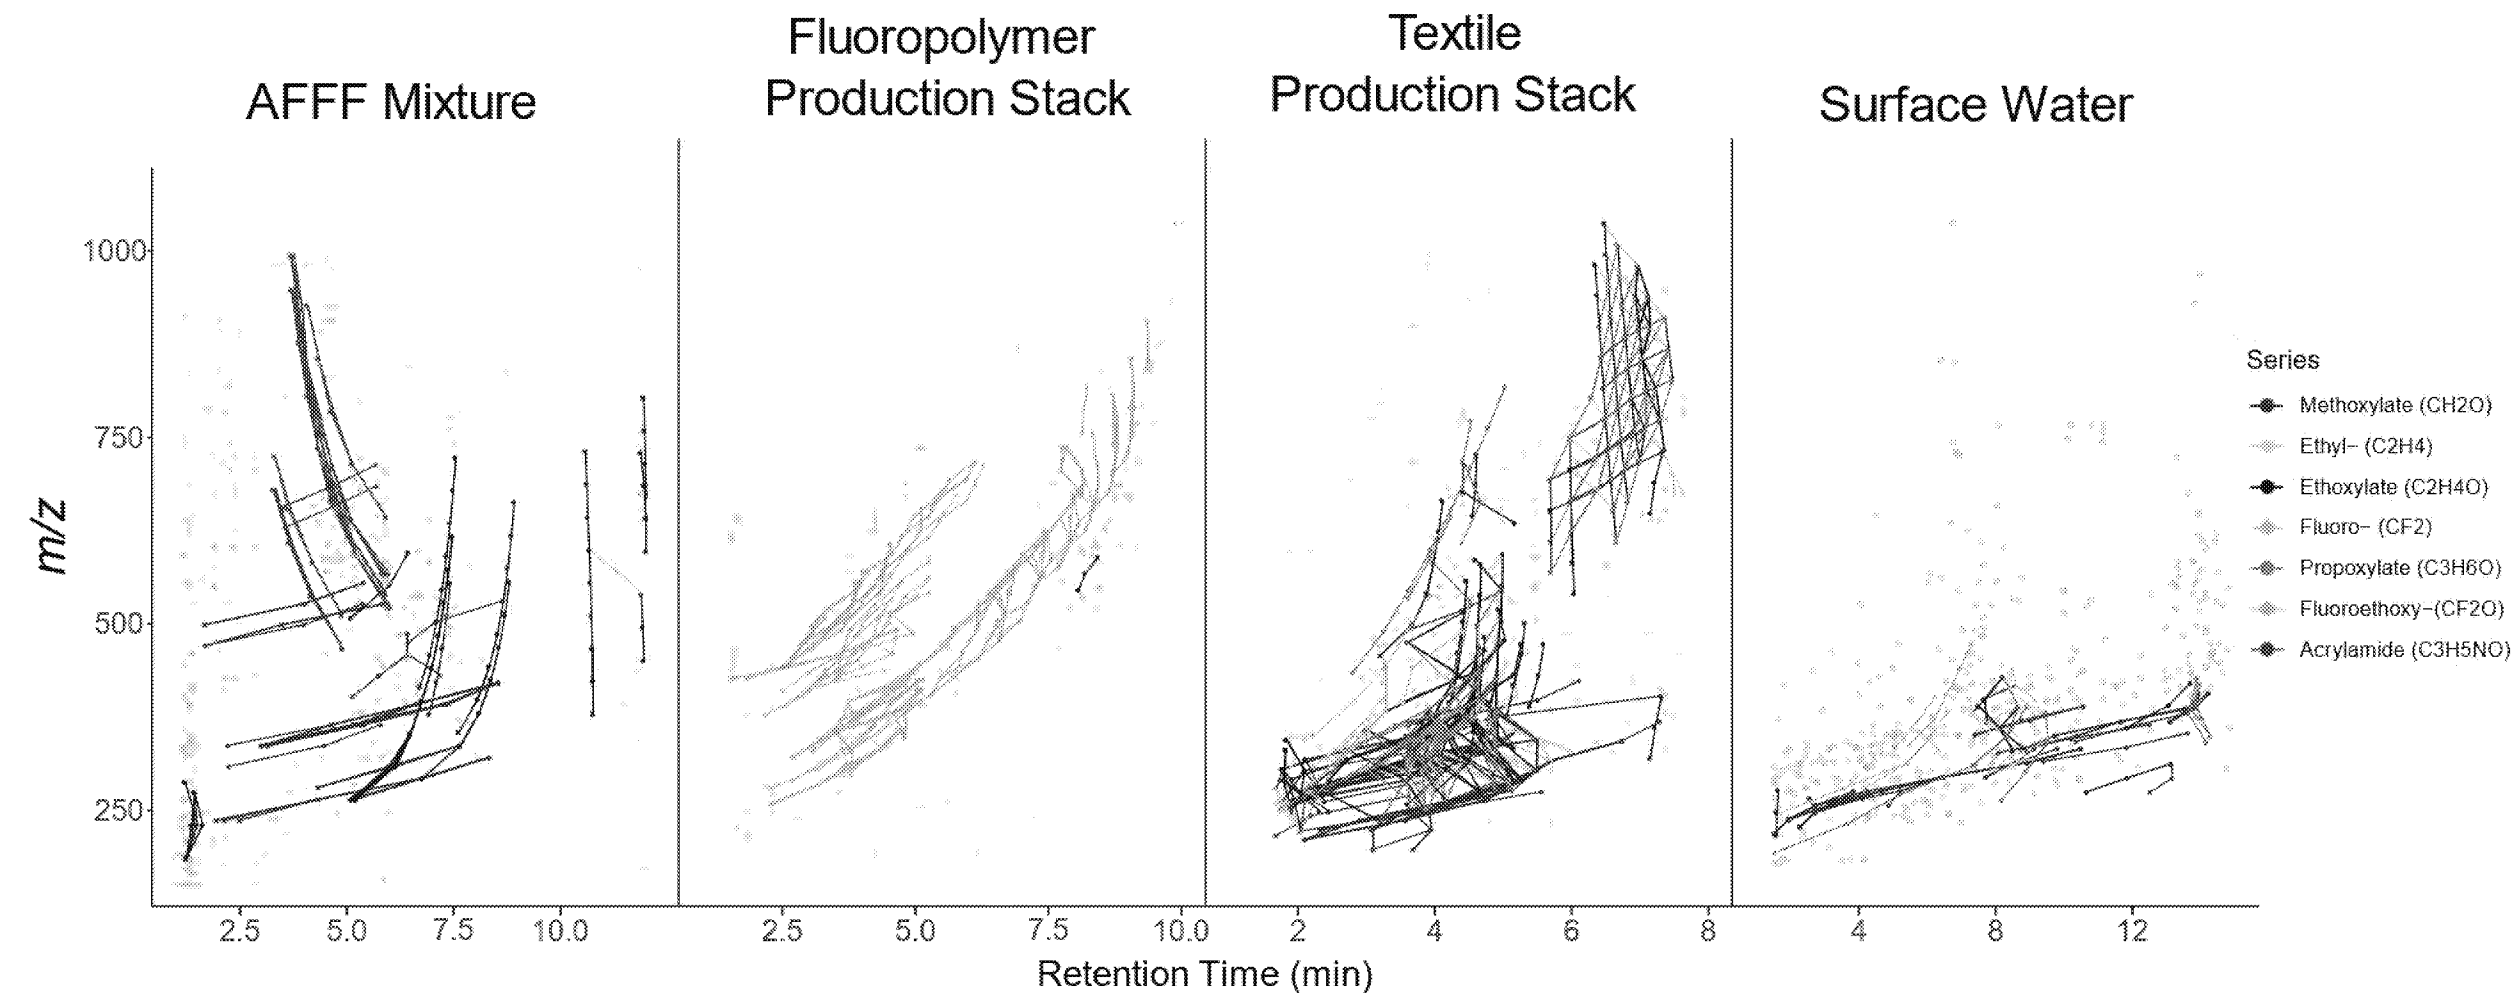 AFFF Mixture
Fluoropolymer
Production Stack
Textile
Production Stack
Surface Water
m/z
1000
750
500
250
2.5 5.0 7.5 10.0
2.5 5.0 7.5 10.0
2 4 6 8
4 8 12
Retention Time (min)
Series
Methoxylate (CH2O)
Ethyl− (C2H4)
Ethoxylate (C2H4O)
Fluoro− (CF2)
Propoxylate (C3H6O)
Fluoroethoxy−(CF2O)
Acrylamide (C3H5NO)